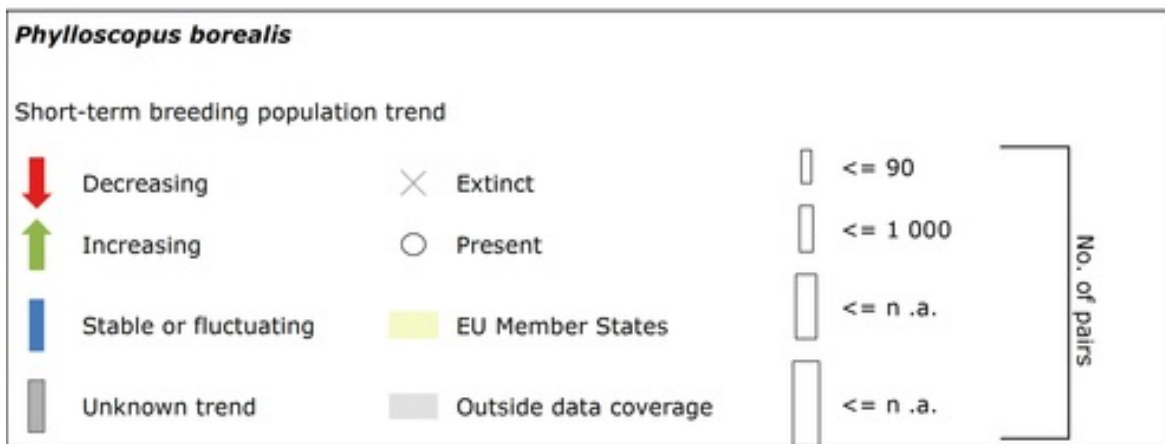 Phylloscopus borealis
Short-term breeding population trend
Decreasing
Increasing
Stable or fluctuating
Unknown trend
Extinct
Present
EU Member States
Outside data coverage
<= 90
<= 1 000
<= n .a.
<= n .a.
No. of pairs